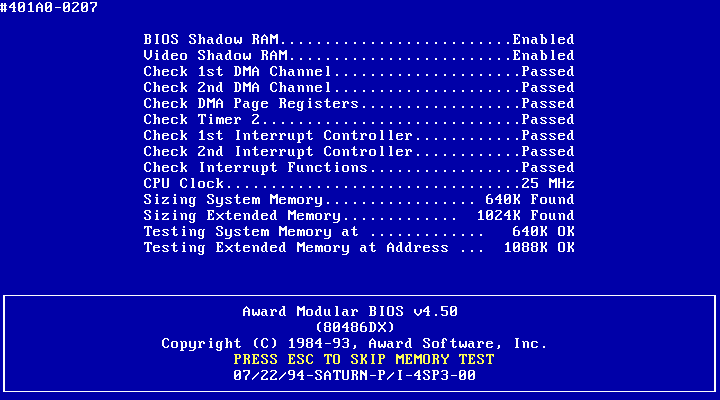 #401A0-0207
BIOS Shadow RAM..........................Enabled
Video Shadow RAM.........................Enabled
Check 1st DMA Channel.....................Passed
Check 2nd DMA Channel.....................Passed
Check DMA Page Registers..................Passed
Check Timer 2.............................Passed
Check 1st Interrupt Controller............Passed
Check 2nd Interrupt Controller............Passed
Check Interrupt Functions.................Passed
CPU Clock.................................25 MHz
Sizing System Memory................. 640K Found
Sizing Extended Memory............. 1024K Found
Testing System Memory at ............. 640K OK
Testing Extended Memory at Address ... 1088K OK
Award Modular BIOS v4.50
(80486DX)
Copyright (C) 1984-93, Award Software, Inc.
PRESS ESC TO SKIP MEMORY TEST
07/22/94-SATURN-P/I-4SP3-00